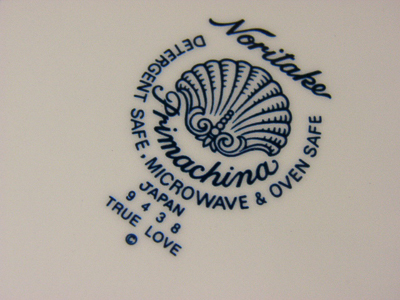 Noritake
DETERGENT SAFE. MICROWAVE & OVEN SAFE
Primachina
JAPAN
9438
TRUE LOVE
©